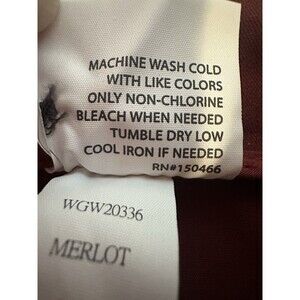 MACHINE WASH COLD
WITH LIKE COLORS
ONLY NON-CHLORINE
BLEACH WHEN NEEDED
TUMBLE DRY LOW
COOL IRON IF NEEDED
RN#150466
WGW20336
MERLOT